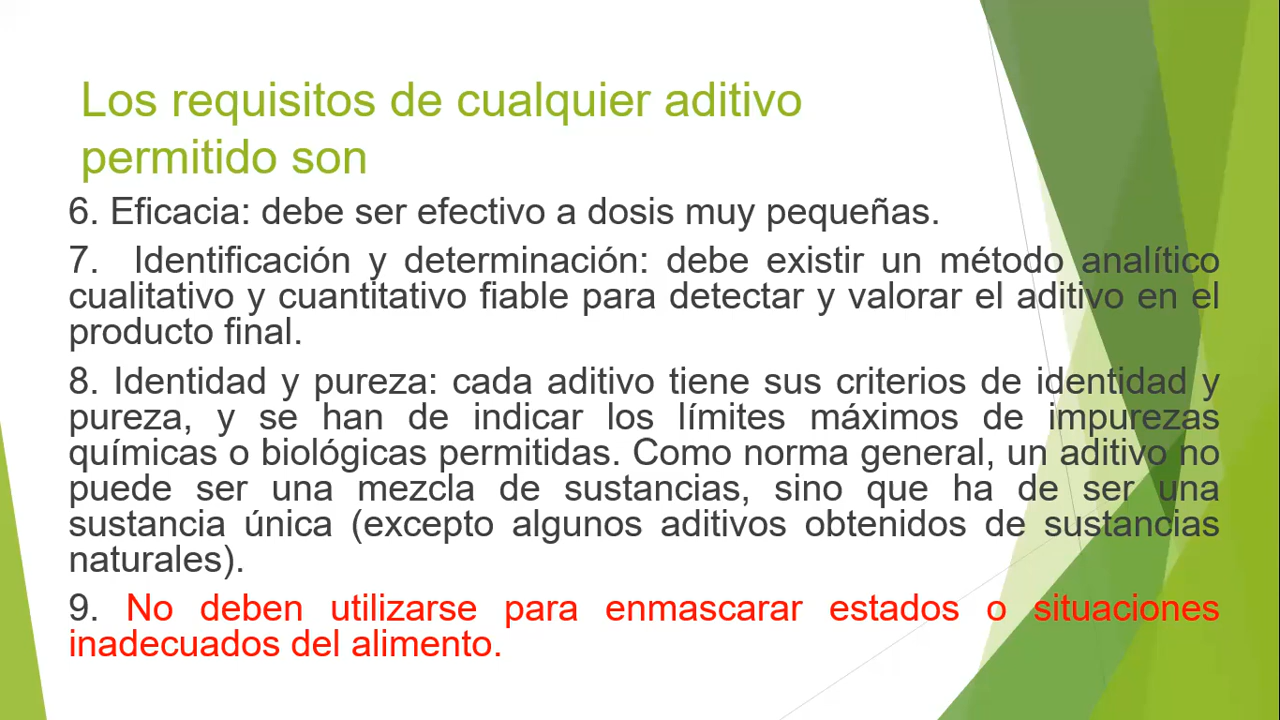 Los requisitos de cualquier aditivo
permitido son
6. Eficacia: debe ser efectivo a dosis muy pequeñas.
7. Identificación y determinación: debe existir un método analítico
cualitativo y cuantitativo fiable para detectar y valorar el aditivo en el
producto final.
8. Identidad y pureza: cada aditivo tiene sus criterios de identidad y
pureza, y se han de indicar los límites máximos de impurezas
químicas o biológicas permitidas. Como norma general, un aditivo no
puede ser una mezcla de sustancias, sino que ha de ser una
sustancia única (excepto algunos aditivos obtenidos de sustancias
naturales).
9. No deben utilizarse para enmascarar estados o situaciones
inadecuados del alimento.